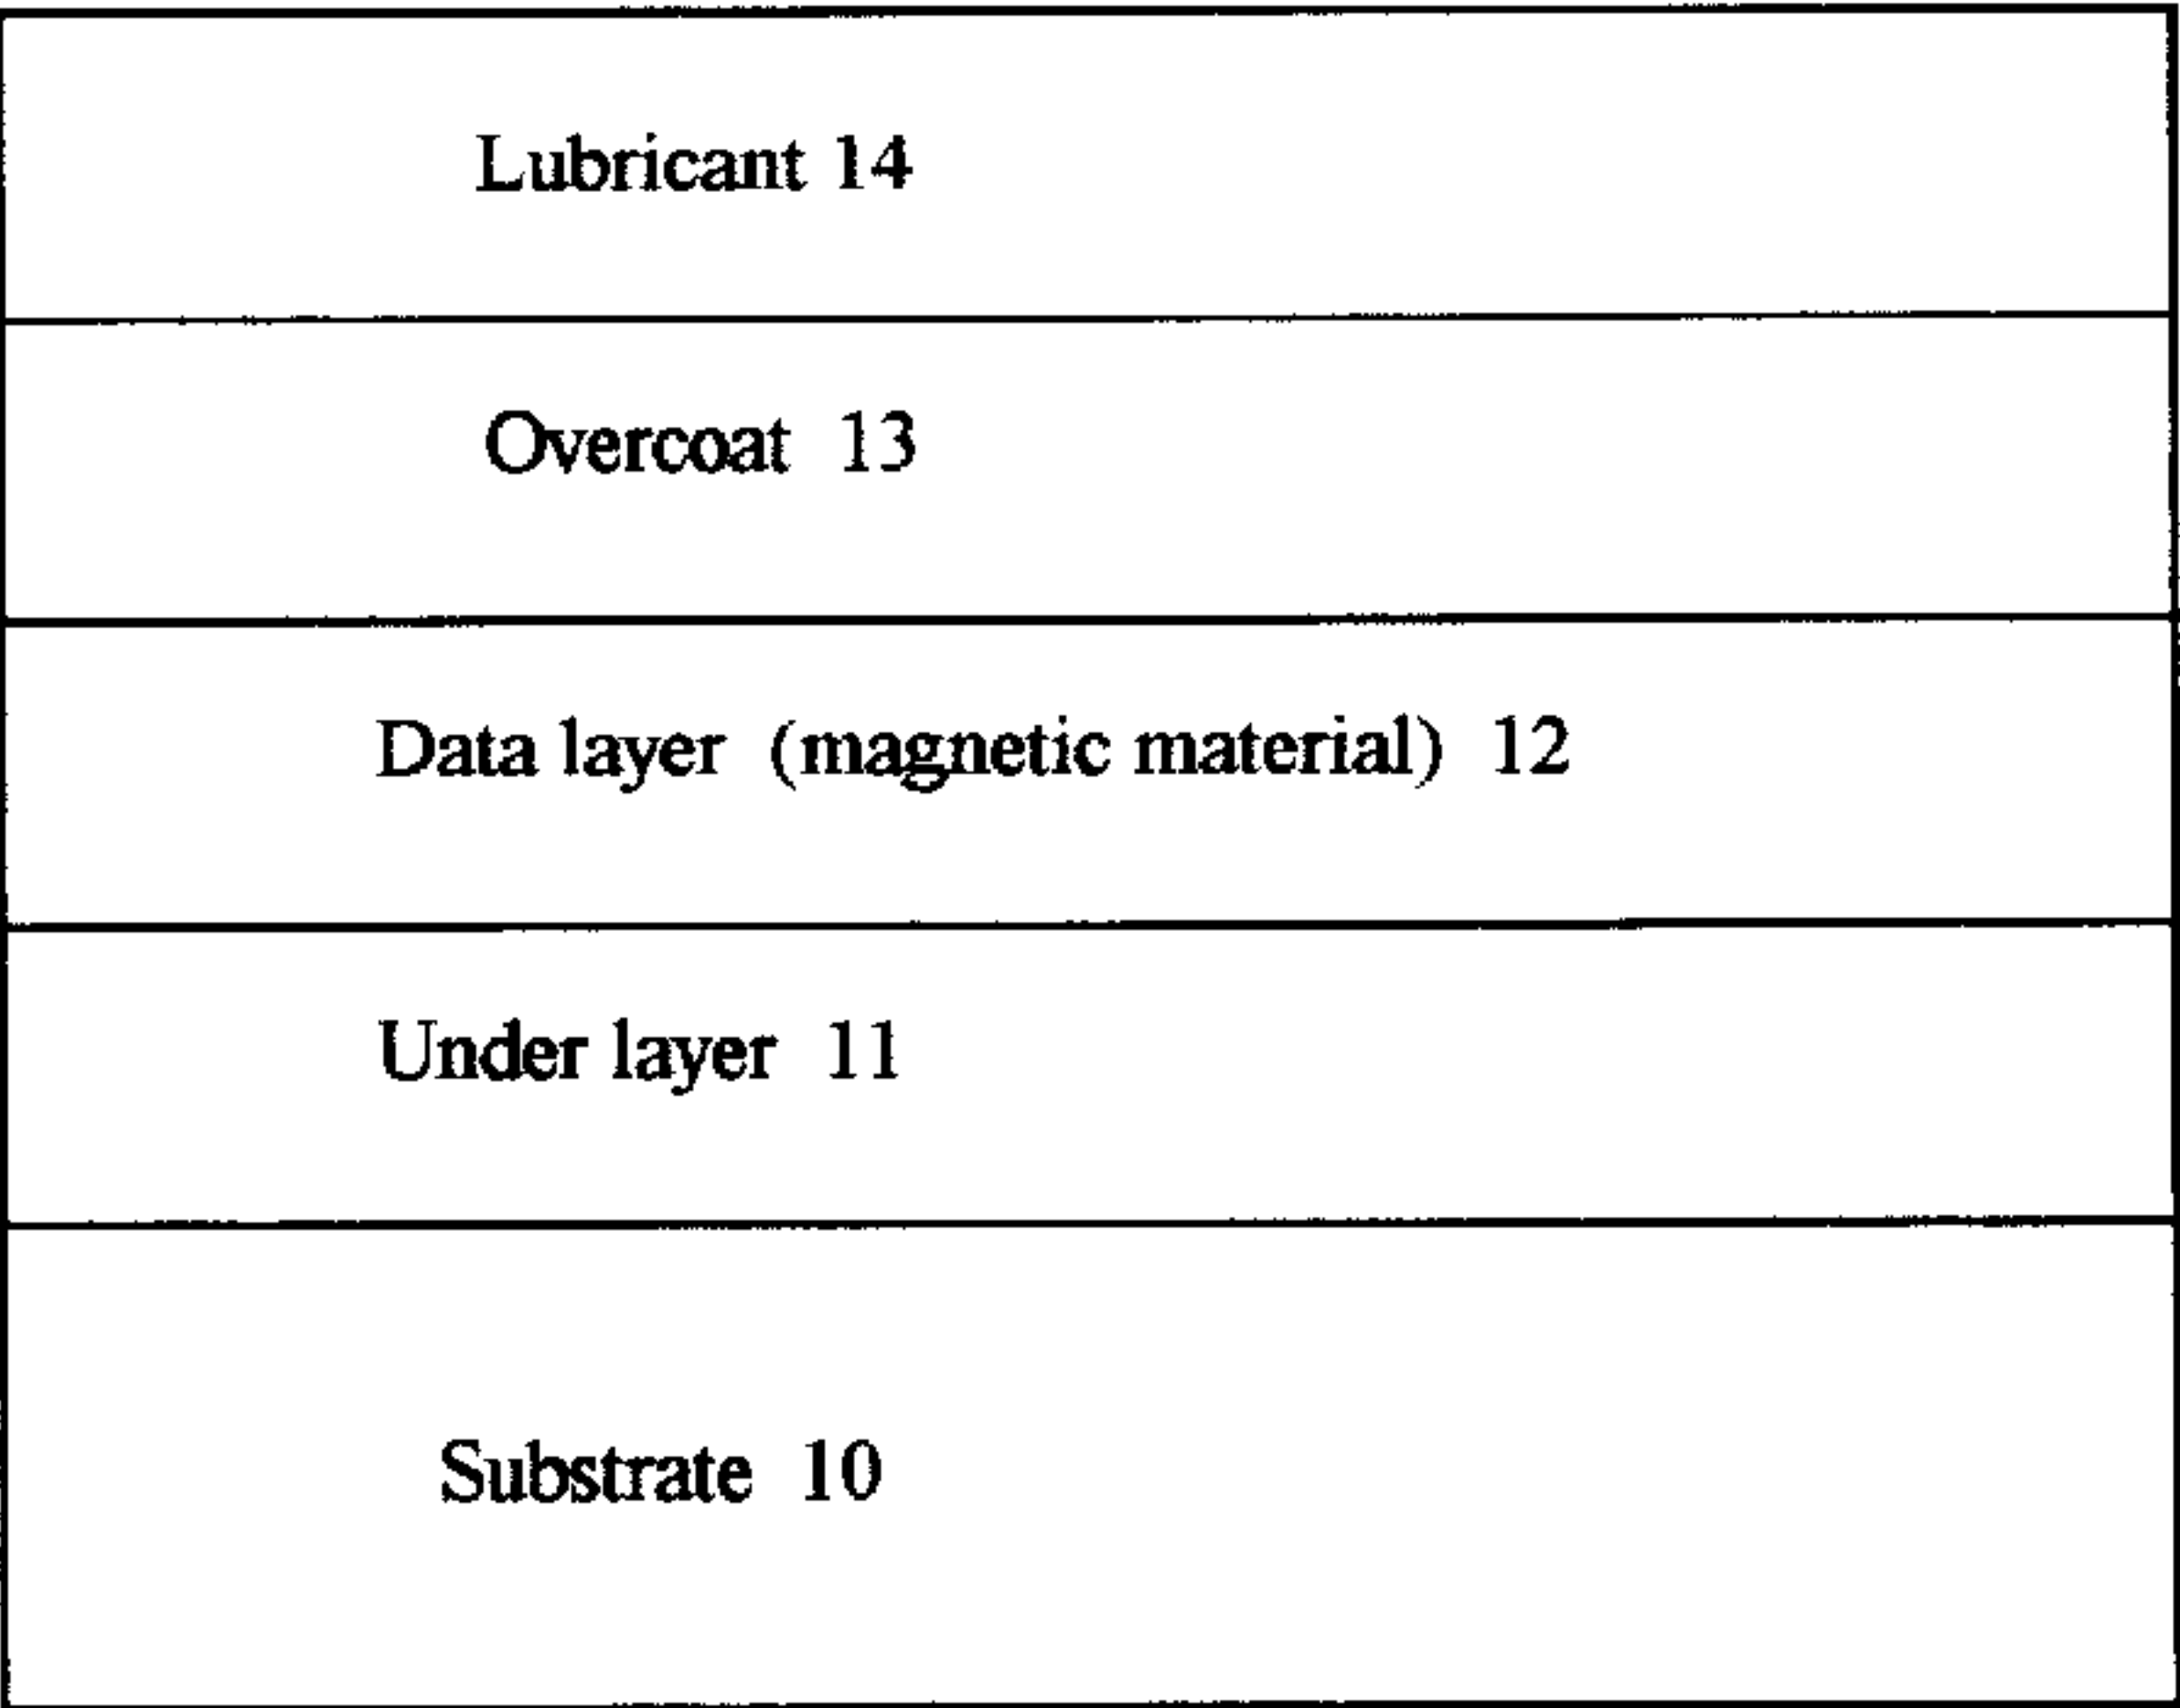 Lubricant 14
Overcoat 13
Data layer (magnetic material) 12
Under layer 11
Substrate 10